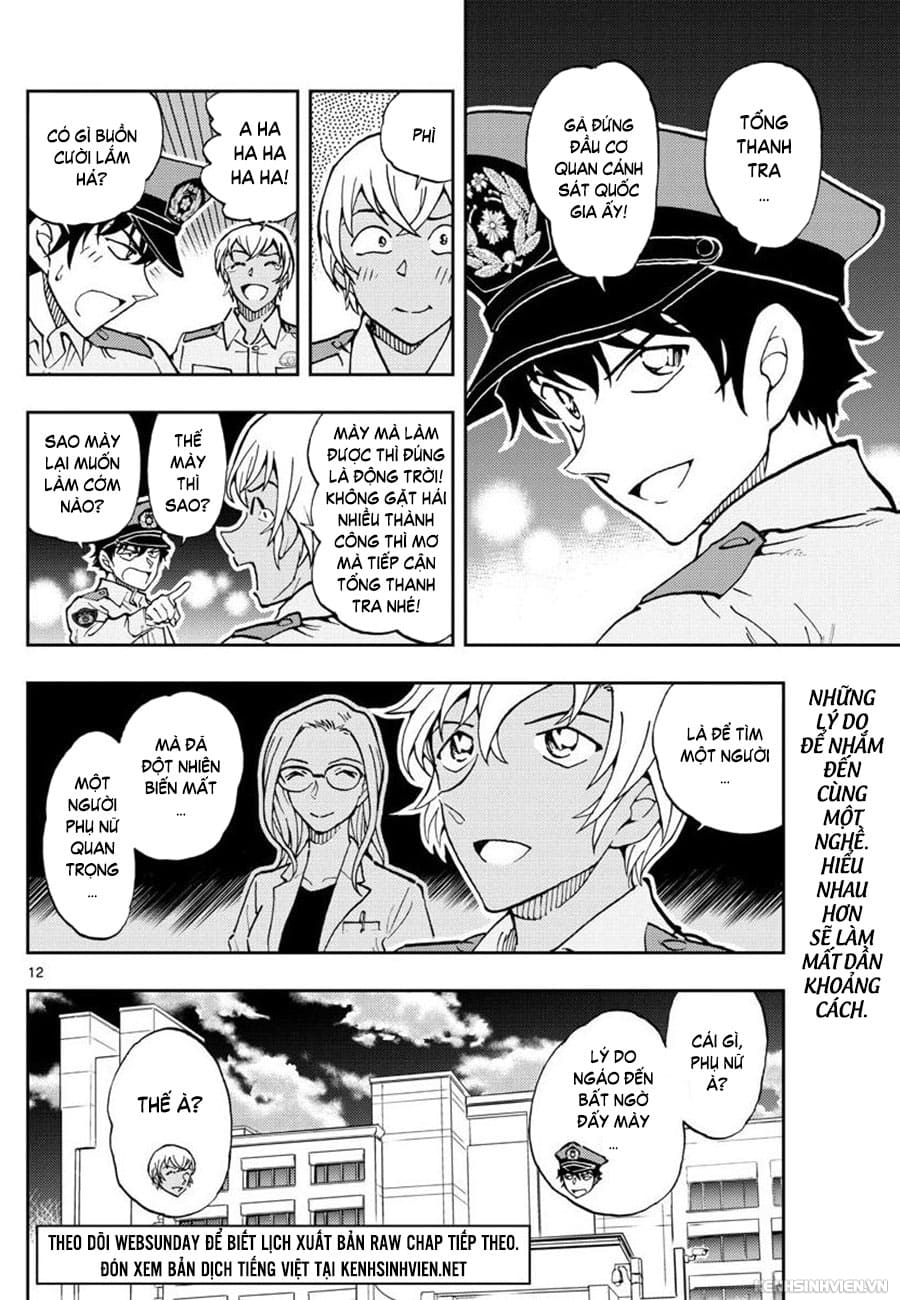 TỔNG
THANH
TRA
...
GẢ ĐỨNG
ĐẦU CƠ
QUAN CẢNH
SÁT QUỐC
GIA ẤY!
PHÌ
A HA
HA HA
HA HA!
CÓ GÌ BUỒN
CƯỜI LẮM
HẢ?
MÀY MÀ LÀM
ĐƯỢC THÌ ĐÚNG
LÀ ĐỘNG TRỜI!
KHÔNG GẶT HÁI
NHIỀU THÀNH
CÔNG THÌ MƠ
MÀ TIẾP CẬN
TỔNG THANH
TRA NHÉ!
THẾ
MÀY
THÌ
SAO?
SAO MÀY
LẠI MUỐN
LÀM CỚM
NÀO?
LÀ ĐỂ TÌM
MỘT NGƯỜI
...
MÀ ĐÃ
ĐỘT NHIÊN
BIẾN MẤT
...
MỘT
NGƯỜI
PHỤ NỮ
QUAN
TRỌNG
...
NHỮNG
LÝ DO
ĐỂ NHẮM
ĐẾN
CÙNG
MỘT
NGHỀ.
HIỂU
NHAU
HƠN
SẼ LÀM
MẤT DẦN
KHOẢNG
CÁCH.
12
CÁI GÌ,
PHỤ NỮ
À?
LÝ DO
NGÁO ĐẾN
BẤT NGỜ
ĐẤY MÀY
...
THẾ À?
THEO DÕI WEBSUNDAY ĐỂ BIẾT LỊCH XUẤT BẢN RAW CHAP TIẾP THEO.
ĐÓN XEM BẢN DỊCH TIẾNG VIỆT TẠI KENHSINHVIEN.NET
KENHSINHVIEN.VN